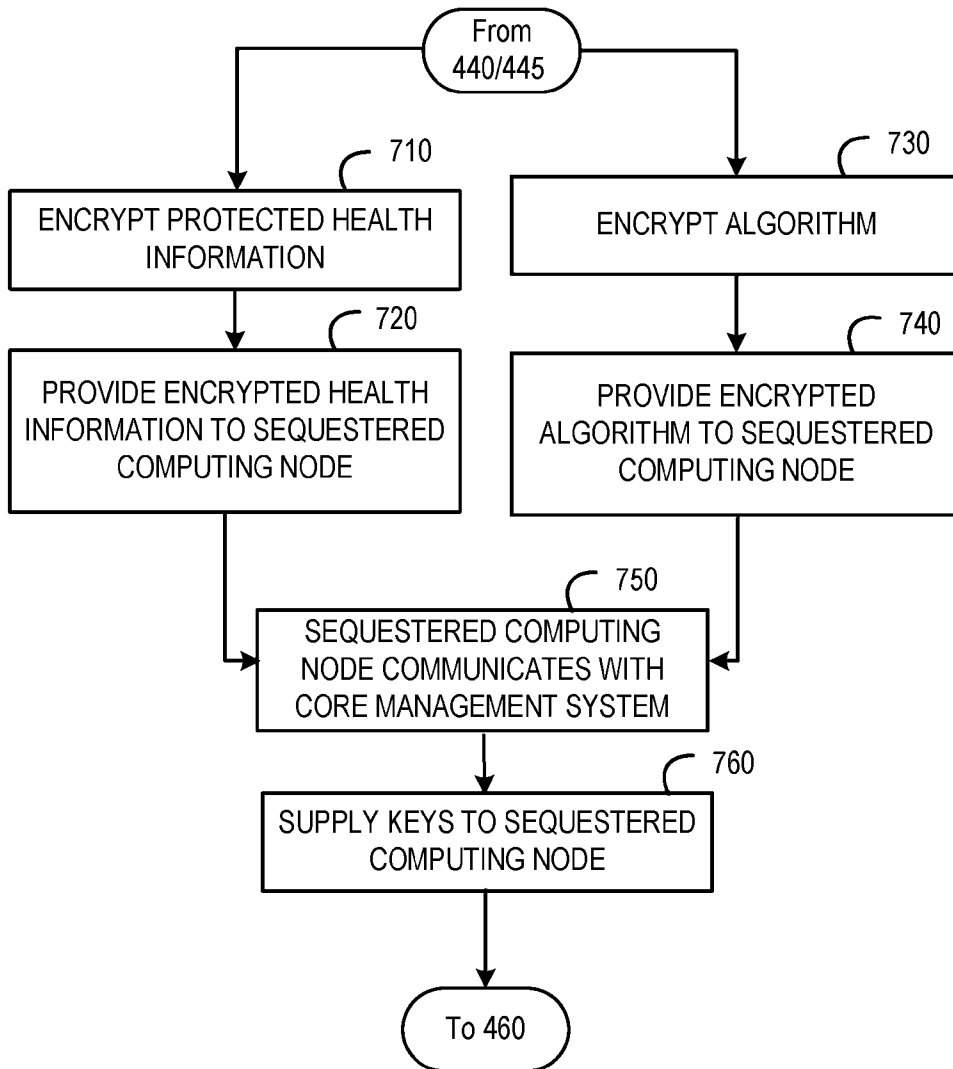 From
440/445
710
ENCRYPT PROTECTED HEALTH
INFORMATION
730
ENCRYPT ALGORITHM
720
PROVIDE ENCRYPTED HEALTH
INFORMATION TO SEQUESTERED
COMPUTING NODE
740
PROVIDE ENCRYPTED
ALGORITHM TO SEQUESTERED
COMPUTING NODE
750
SEQUESTERED COMPUTING
NODE COMMUNICATES WITH
CORE MANAGEMENT SYSTEM
760
SUPPLY KEYS TO SEQUESTERED
COMPUTING NODE
To 460